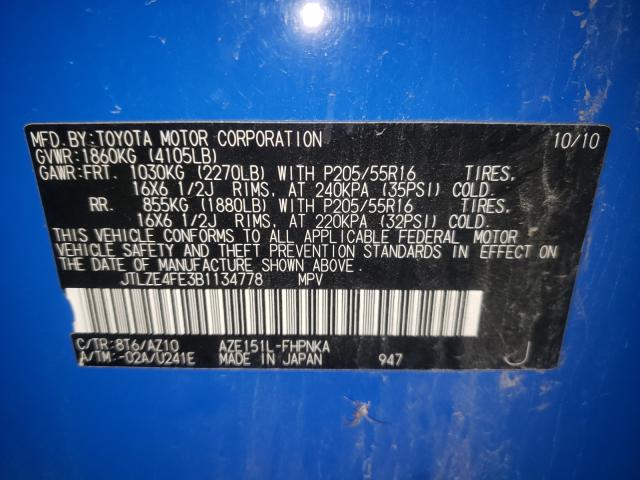 MFD.BY:TOYOTA MOTOR CORPORATION 10/10
GVWR:1860KG (4105LB)
GAWR:FRT. 1030KG (2270LB) WITH P205/55R16 TIRES,
16X6 1/2J RIMS, AT 240KPA (35PSI) COLD.
RR. 855KG (1880LB) WITH P205/55R16 TIRES,
16X6 1/2J RIMS, AT 220KPA (32PSI) COLD.
THIS VEHICLE CONFORMS TO ALL APPLICABLE FEDERAL MOTOR
VEHICLE SAFETY AND THEFT PREVENTION STANDARDS IN EFFECT ON
THE DATE OF MANUFACTURE SHOWN ABOVE.
JTLZE4FE3B1134778 MPV
C/TR:8T6/AZ10 AZE151L-FHPNKA
A/TM:-02A/U241E MADE IN JAPAN 947 J